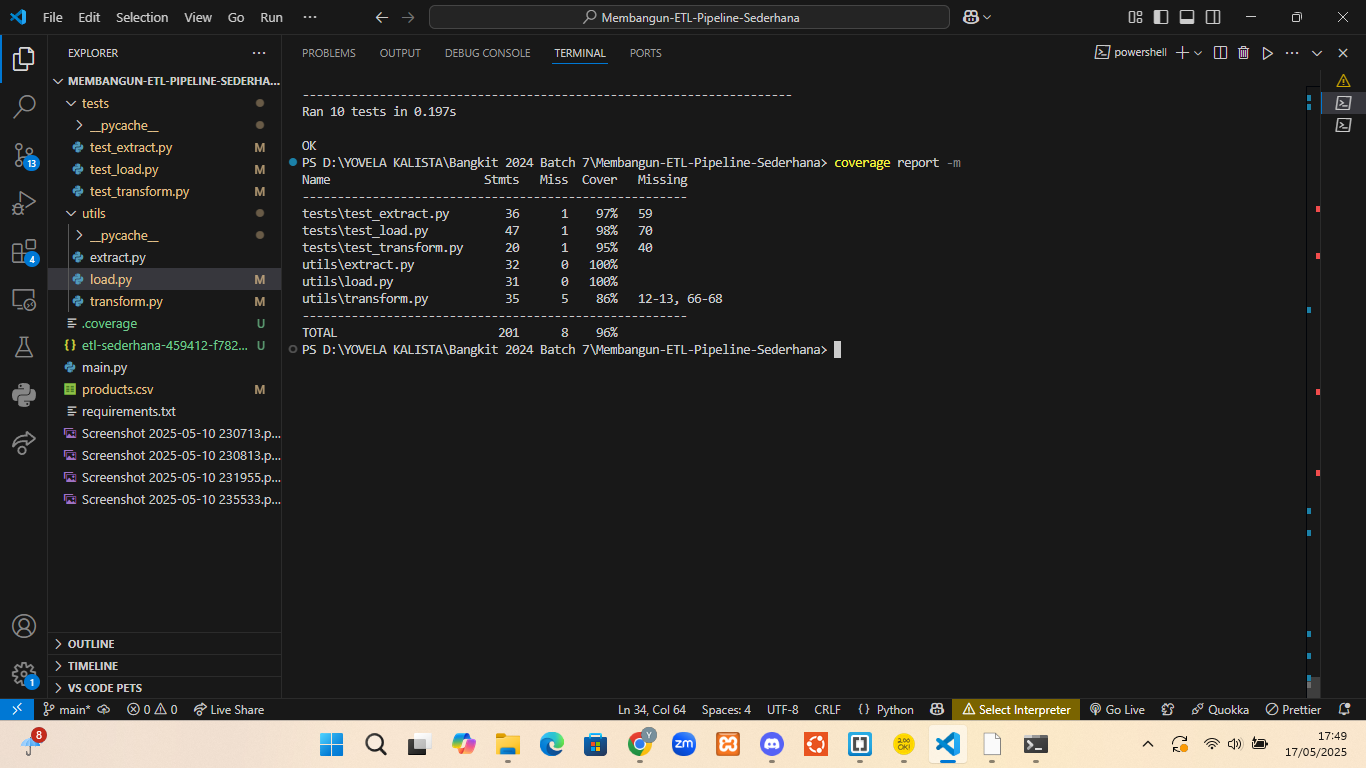 File Edit Selection View Go Run ···
Membangun-ETL-Pipeline-Sederhana
EXPLORER
MEMBANGUN-ETL-PIPELINE-SEDERHA...
tests
__pycache__
test_extract.py M
test_load.py M
test_transform.py M
utils
__pycache__
extract.py
load.py M
transform.py M
.coverage U
etl-sederhana-459412-f782... U
main.py
products.csv M
requirements.txt
Screenshot 2025-05-10 230713.p...
Screenshot 2025-05-10 230813.p...
Screenshot 2025-05-10 231955.p...
Screenshot 2025-05-10 235533.p...
OUTLINE
TIMELINE
VS CODE PETS
13
4
1
PROBLEMS OUTPUT DEBUG CONSOLE TERMINAL PORTS
powershell
----------------------------------------------------------------------
Ran 10 tests in 0.197s
OK
PS D:\YOVELA KALISTA\Bangkit 2024 Batch 7\Membangun-ETL-Pipeline-Sederhana> coverage report -m
Name Stmts Miss Cover Missing
-------------------------------------------------------
tests\test_extract.py 36 1 97% 59
tests\test_load.py 47 1 98% 70
tests\test_transform.py 20 1 95% 40
utils\extract.py 32 0 100%
utils\load.py 31 0 100%
utils\transform.py 35 5 86% 12-13, 66-68
-------------------------------------------------------
TOTAL 201 8 96%
PS D:\YOVELA KALISTA\Bangkit 2024 Batch 7\Membangun-ETL-Pipeline-Sederhana>
main* 0 0 Live Share Ln 34, Col 64 Spaces: 4 UTF-8 CRLF {} Python Select Interpreter Go Live Quokka Prettier
8
zm
Y
2.00
OK!
17:49
17/05/2025